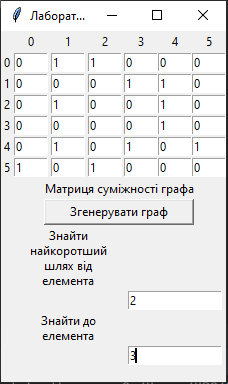 Лаборат...
0 1 2 3 4 5
0 0 1 1 0 0 0
1 0 0 0 1 1 0
2 0 1 0 0 1 0
3 0 0 0 0 1 0
4 0 1 0 1 0 1
5 1 0 1 0 0 0
Матриця суміжності графа
Згенерувати граф
Знайти
найкоротший
шлях від
елемента
2
Знайти до
елемента
3